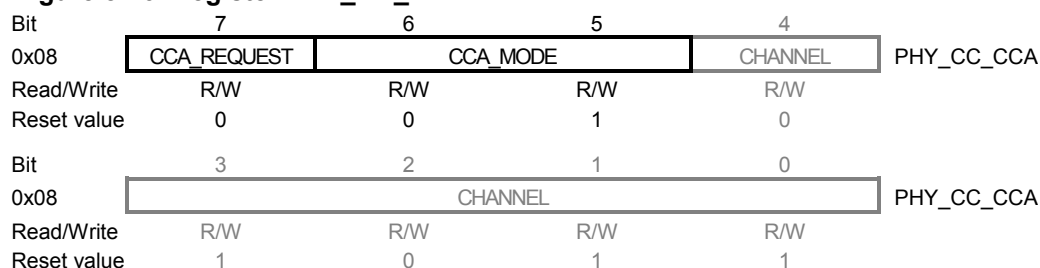 Bit 7 6 5 4
0x08 CCA_REQUEST CCA_MODE CHANNEL PHY_CC_CCA
Read/Write R/W R/W R/W R/W
Reset value 0 0 1 0
Bit 3 2 1 0
0x08 CHANNEL PHY_CC_CCA
Read/Write R/W R/W R/W R/W
Reset value 1 0 1 1